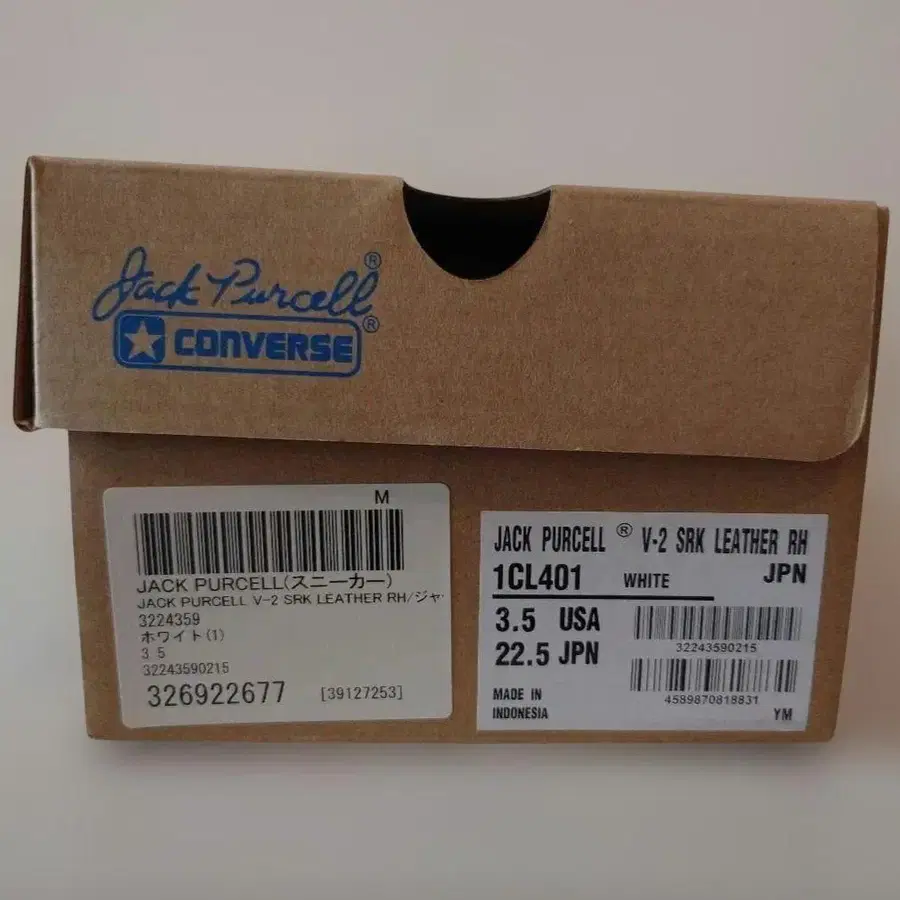 Jack Purcell®
CONVERSE®
M
JACK PURCELL(スニーカー)
JACK PURCELL V-2 SRK LEATHER RH/ジャ
3224359
ホワイト(1)
3.5
32243590215
326922677 [39127253]
JACK PURCELL ® V-2 SRK LEATHER RH
1CL401 WHITE JPN
3.5 USA
22.5 JPN
32243590215
MADE IN
INDONESIA
4589870818831
YM